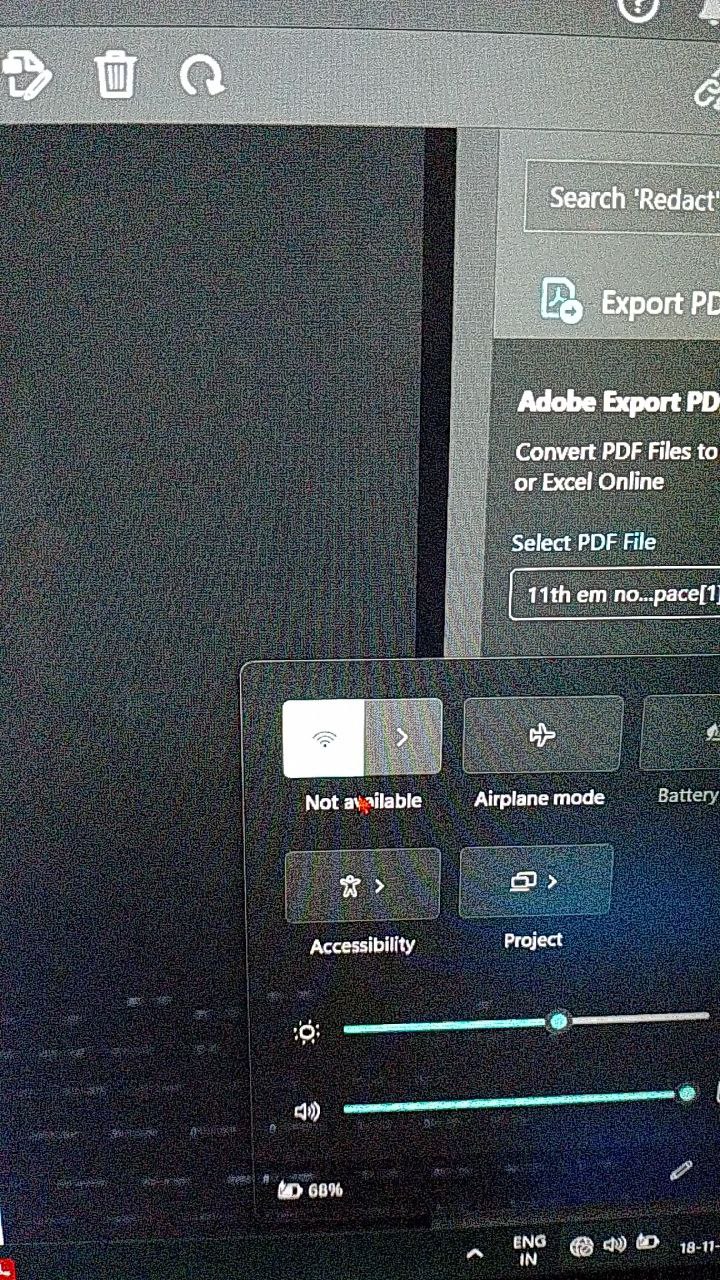 Search 'Redact'
Export PD
Adobe Export PD
Convert PDF Files to
or Excel Online
Select PDF File
11th em no...pace[1]
Not available
Airplane mode
Battery
Accessibility
Project
68%
ENG
IN
18-11-